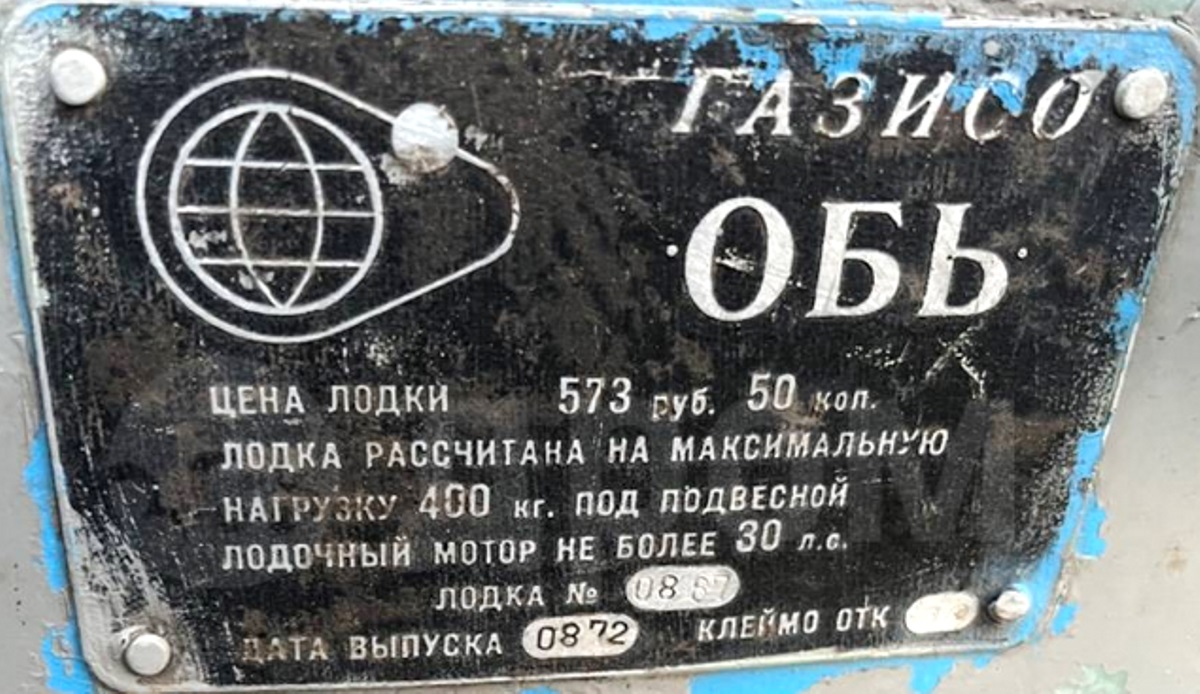 ГАЗИСО
ОБЬ
ЦЕНА ЛОДКИ 573 руб. 50 коп.
ЛОДКА РАССЧИТАНА НА МАКСИМАЛЬНУЮ
НАГРУЗКУ 400 кг. ПОД ПОДВЕСНОЙ
ЛОДОЧНЫЙ МОТОР НЕ БОЛЕЕ 30 л.с.
ЛОДКА №
ДАТА ВЫПУСКА 0872 КЛЕЙМО ОТК